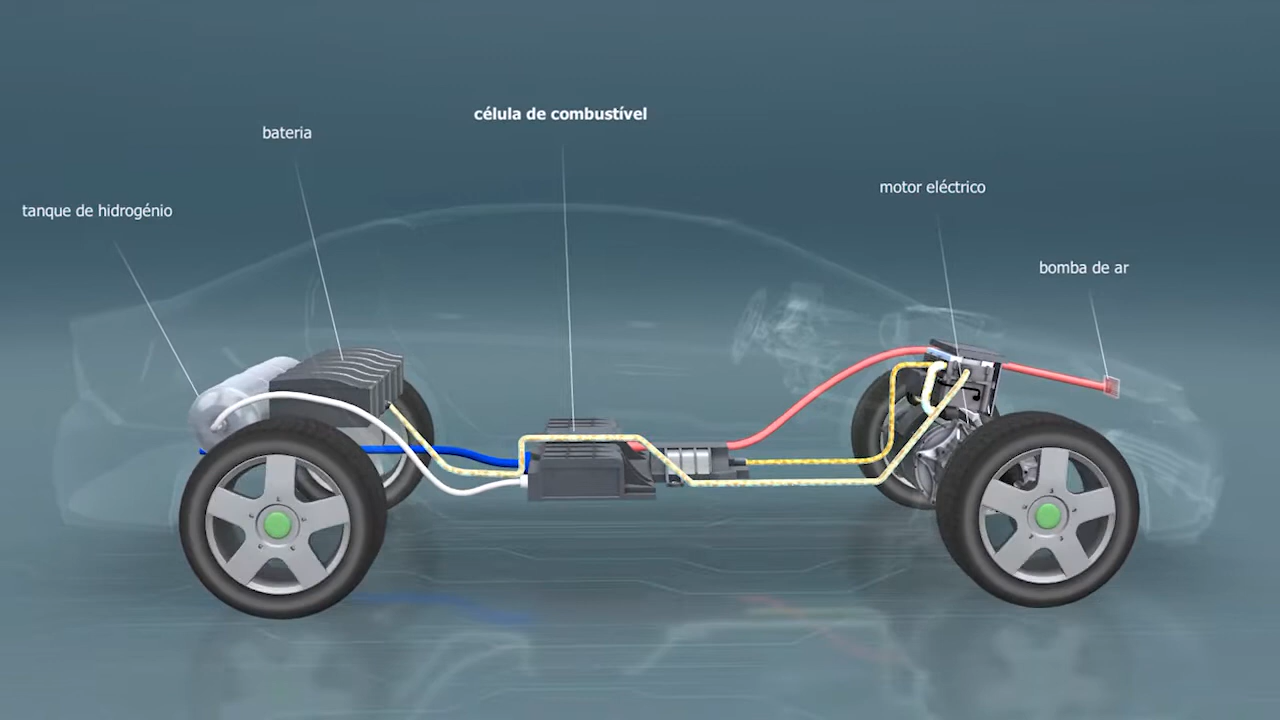 célula de combustível
bateria
motor eléctrico
tanque de hidrogénio
bomba de ar